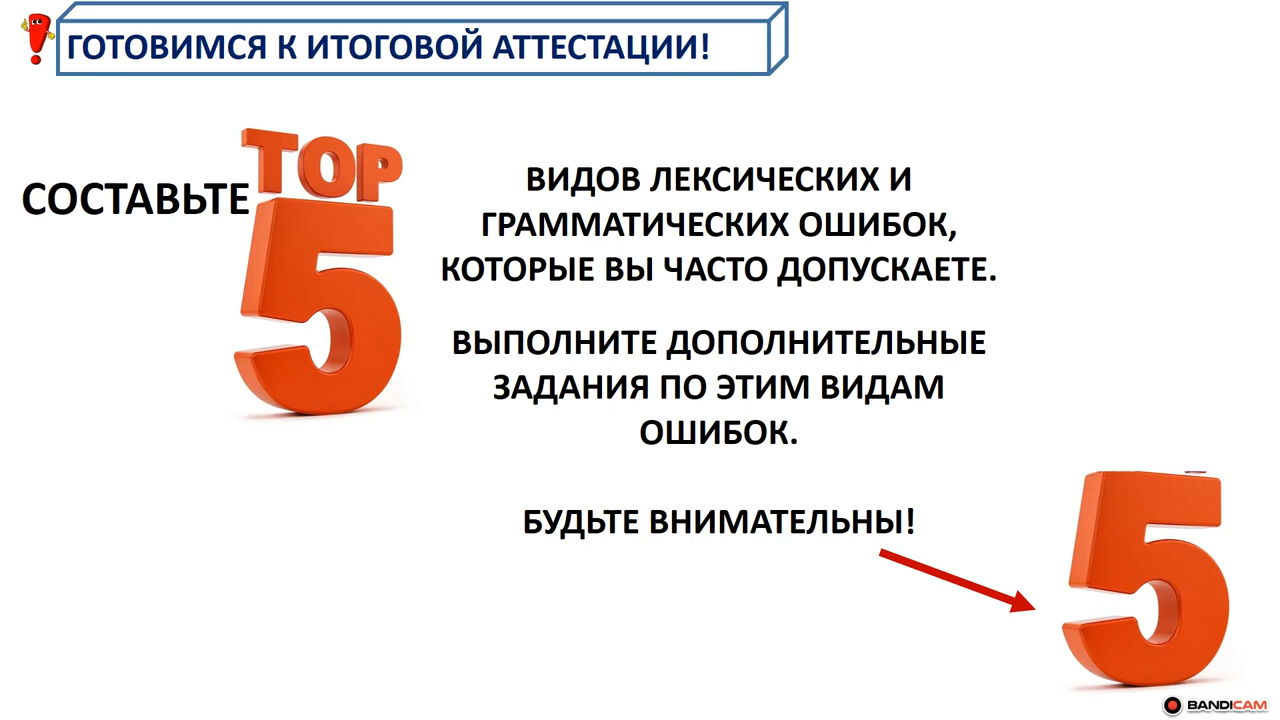 ГОТОВИМСЯ К ИТОГОВОЙ АТТЕСТАЦИИ!
СОСТАВЬТЕ
TOP
5
ВИДОВ ЛЕКСИЧЕСКИХ И
ГРАММАТИЧЕСКИХ ОШИБОК,
КОТОРЫЕ ВЫ ЧАСТО ДОПУСКАЕТЕ.
ВЫПОЛНИТЕ ДОПОЛНИТЕЛЬНЫЕ
ЗАДАНИЯ ПО ЭТИМ ВИДАМ
ОШИБОК.
БУДЬТЕ ВНИМАТЕЛЬНЫ!
5
BANDICAM